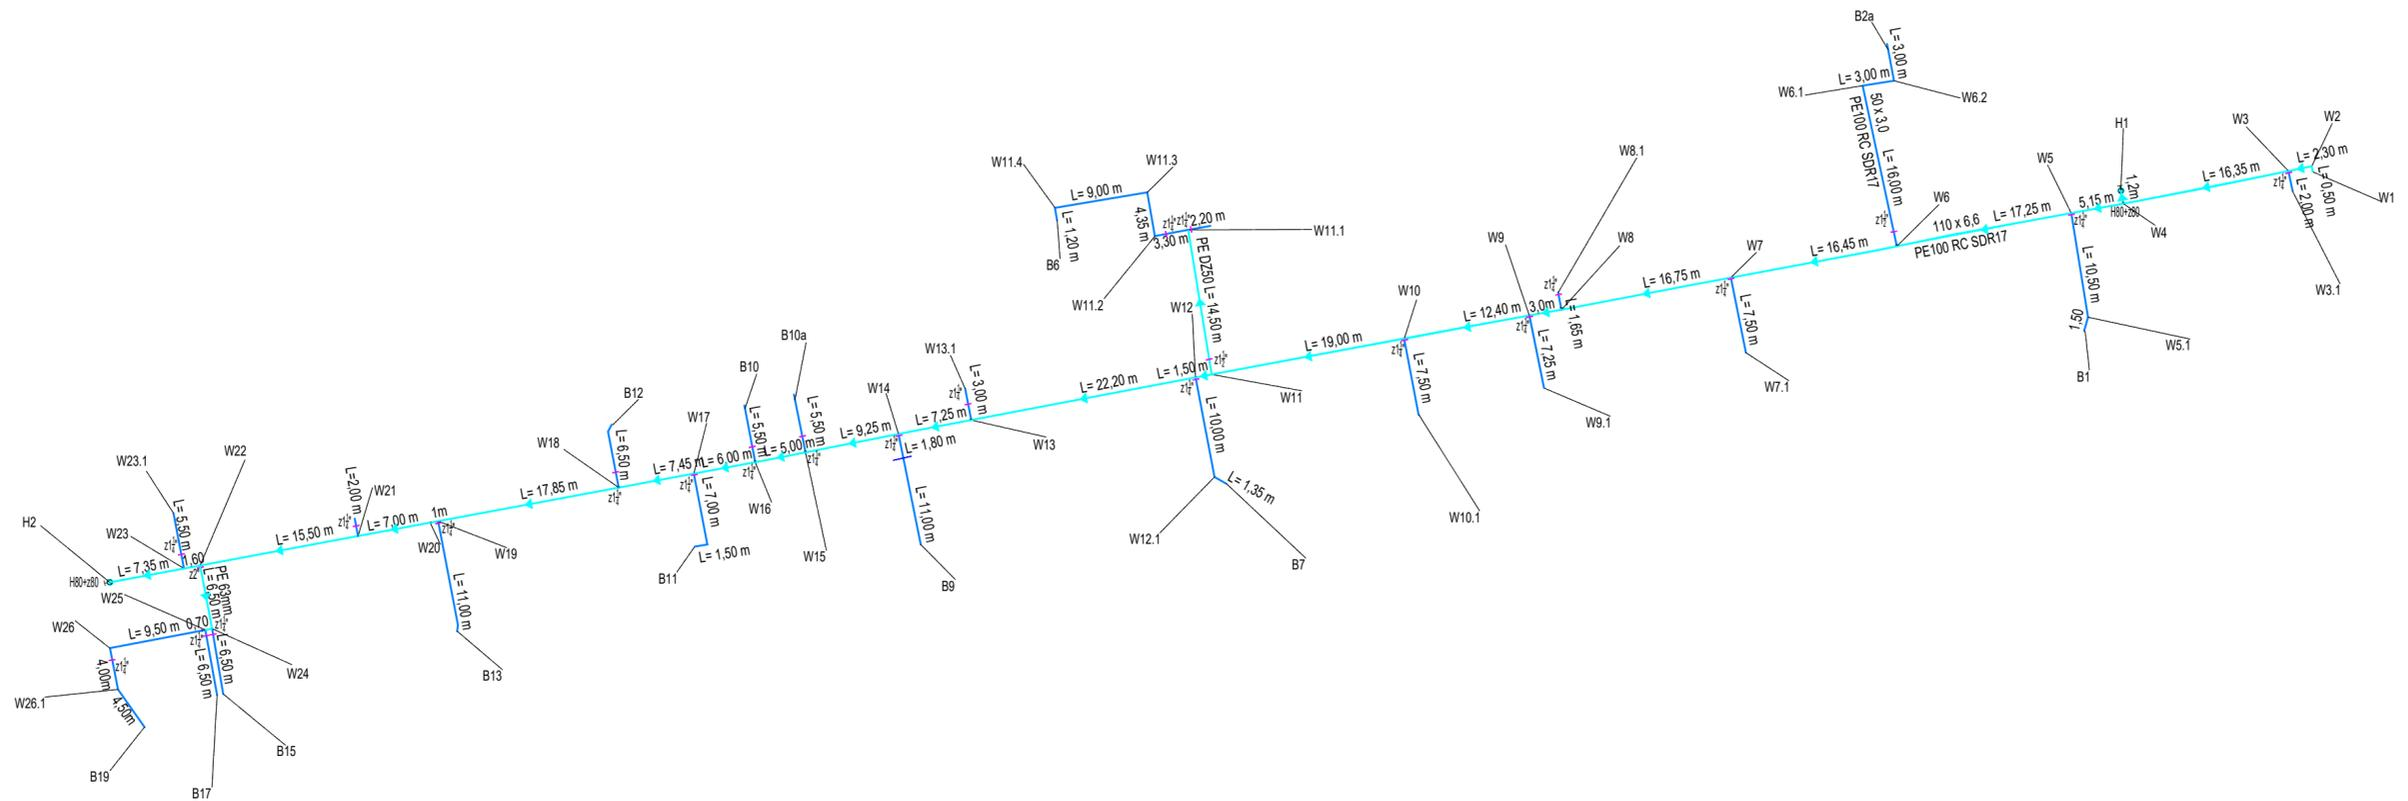 B2a
L= 3,00 m
L= 3,00 m
W6.1
W6.2
50 x 3,0
PE100 RC SDR17
L= 16,00 m
W6
H1
W3
W2
L= 2,30 m
L= 0,50 m
W1
W5
1,2m
L= 16,35 m
L= 2,00m
5,15 m
H80+z80
W4
W3.1
L= 17,25 m
110 x 6,6
PE100 RC SDR17
L= 10,50 m
1,50
W5.1
B1
W7
L= 16,45 m
L= 16,75 m
L= 7,50 m
W7.1
W8.1
W8
W9
3,0m
L= 1,65 m
L= 7,25 m
W9.1
L= 12,40 m
W10
L= 7,50 m
W10.1
L= 19,00 m
W11.4
W11.3
L= 9,00 m
L= 1,20 m
4,35 m
2,20 m
3,30 m
W11.1
B6
W11.2
PE DZ50 L= 14,50 m
W12
L= 1,50 m
W11
L= 22,20 m
L= 10,00 m
L= 1,35 m
W12.1
B7
W13.1
L= 3,00 m
W13
L= 7,25 m
W14
L= 1,80 m
L= 9,25 m
L= 11,00 m
B9
B10a
L= 5,50 m
B10
L= 5,50 m
L= 5,00 m
W15
W16
L= 6,00 m
W17
L= 7,45 m
L= 7,00 m
L= 1,50 m
B11
B12
L= 6,50 m
W18
L= 17,85 m
1m
W19
W20
L= 11,00 m
B13
L= 7,00 m
L=2,00 m
W21
L= 15,50 m
W22
W23.1
L= 5,50 m
W23
H2
L= 7,35 m
1,60
z2"
H80+z80
W25
PE 63mm
L= 6,50 m
W26
L= 9,50 m
0,70
L= 6,50 m
L= 6,50 m
W24
4,00m
W26.1
4,50m
B19
B15
B17